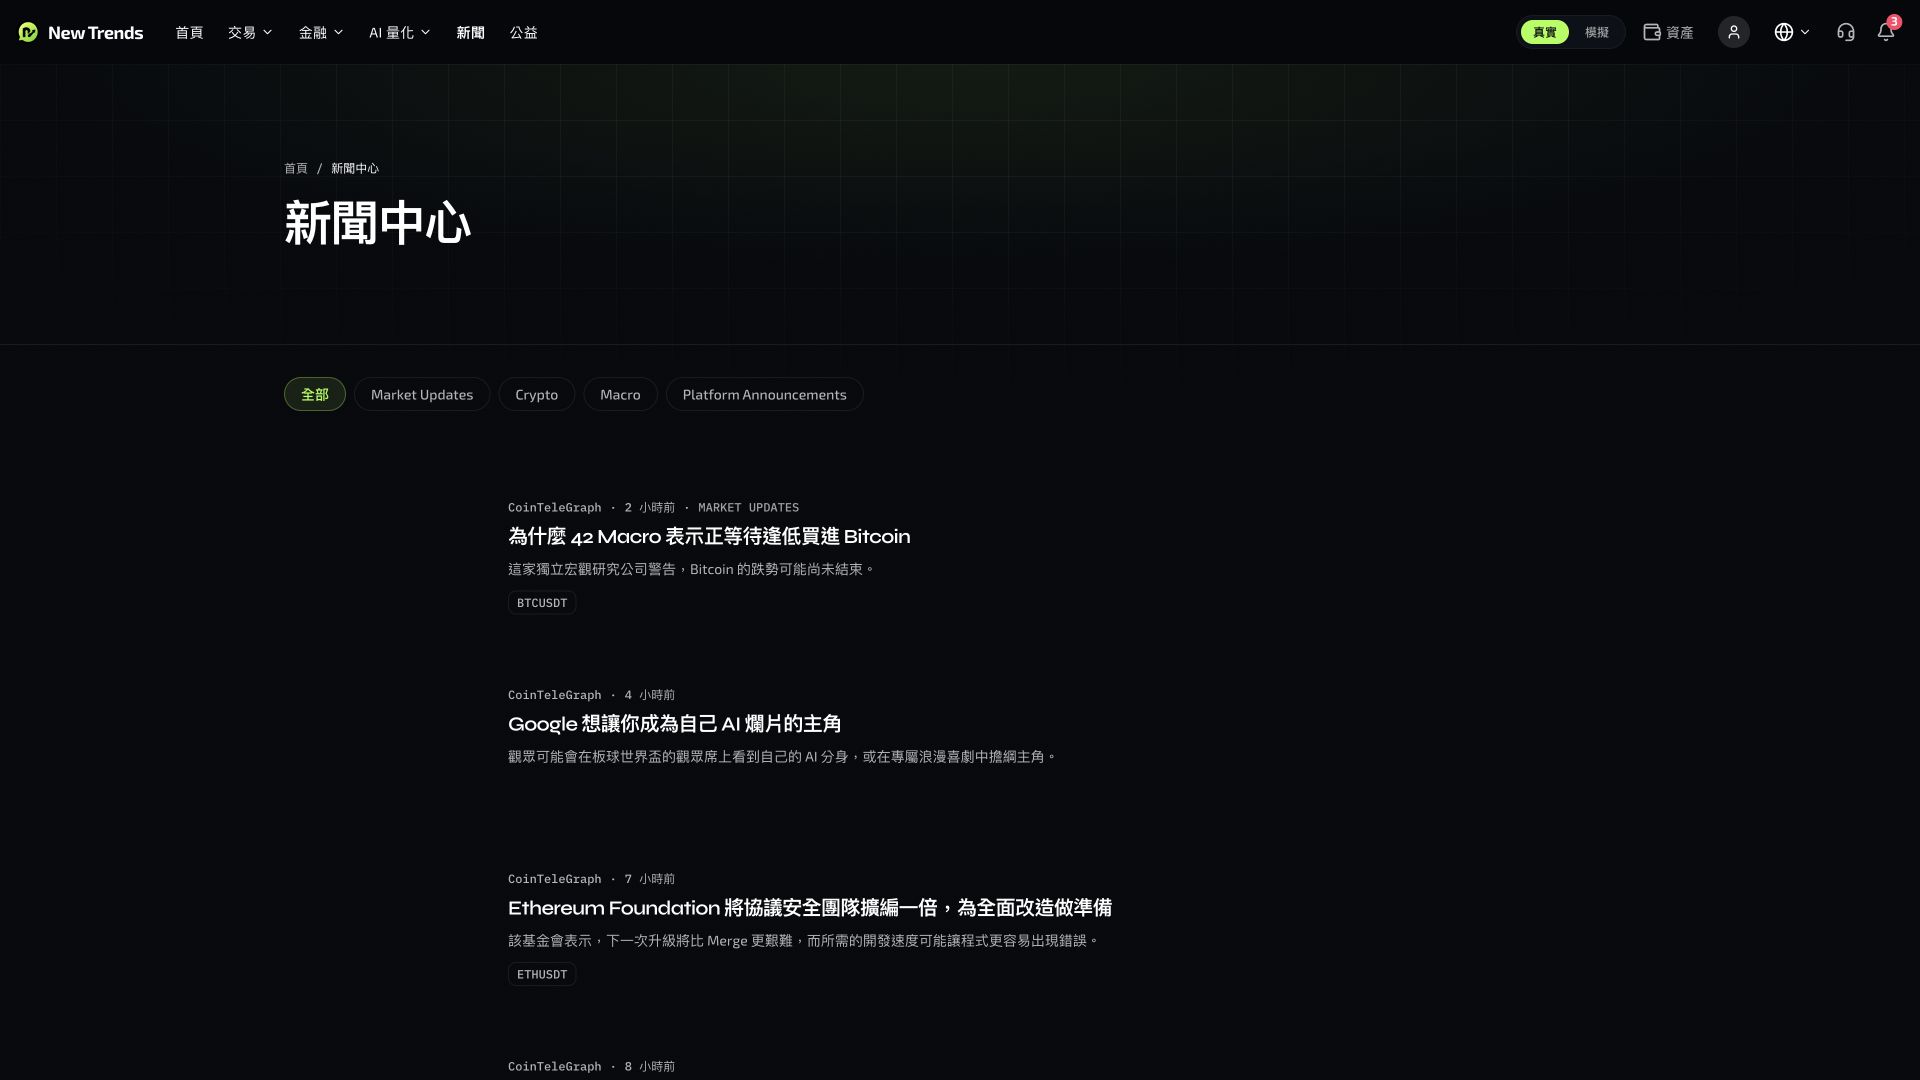 New Trends 首頁 交易 金融 AI 量化 新聞 公益 真實 模擬 資產 3
首頁 / 新聞中心
新聞中心
全部 Market Updates Crypto Macro Platform Announcements
CoinTeleGraph · 2 小時前 · MARKET UPDATES
為什麼 42 Macro 表示正等待逢低買進 Bitcoin
這家獨立宏觀研究公司警告，Bitcoin 的跌勢可能尚未結束。
BTCUSDT
CoinTeleGraph · 4 小時前
Google 想讓你成為自己 AI 爛片的主角
觀眾可能會在板球世界盃的觀眾席上看到自己的 AI 分身，或在專屬浪漫喜劇中擔綱主角。
CoinTeleGraph · 7 小時前
Ethereum Foundation 將協議安全團隊擴編一倍，為全面改造做準備
該基金會表示，下一次升級將比 Merge 更艱難，而所需的開發速度可能讓程式更容易出現錯誤。
ETHUSDT
CoinTeleGraph · 8 小時前